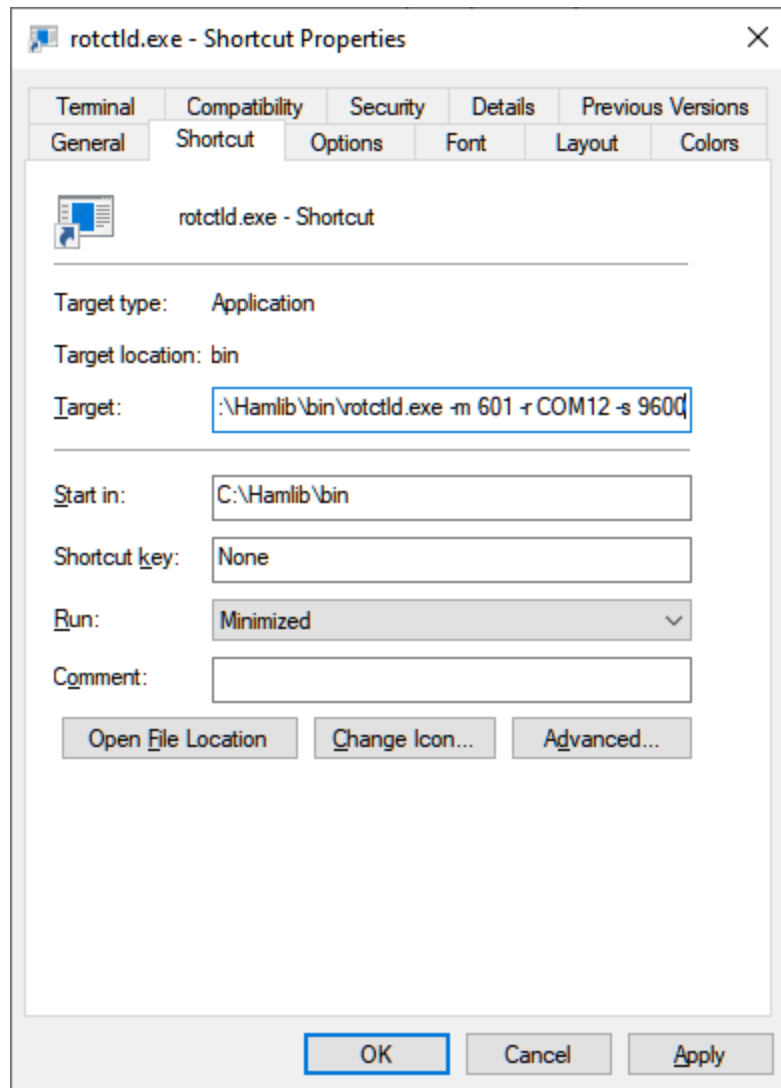 rotctld.exe - Shortcut Properties
Terminal Compatibility Security Details Previous Versions
General Shortcut Options Font Layout Colors
rotctld.exe - Shortcut
Target type: Application
Target location: bin
Target: :\Hamlib\bin\rotctld.exe -m 601 -r COM12 -s 9600
Start in: C:\Hamlib\bin
Shortcut key: None
Run: Minimized
Comment:
Open File Location Change Icon... Advanced...
OK Cancel Apply